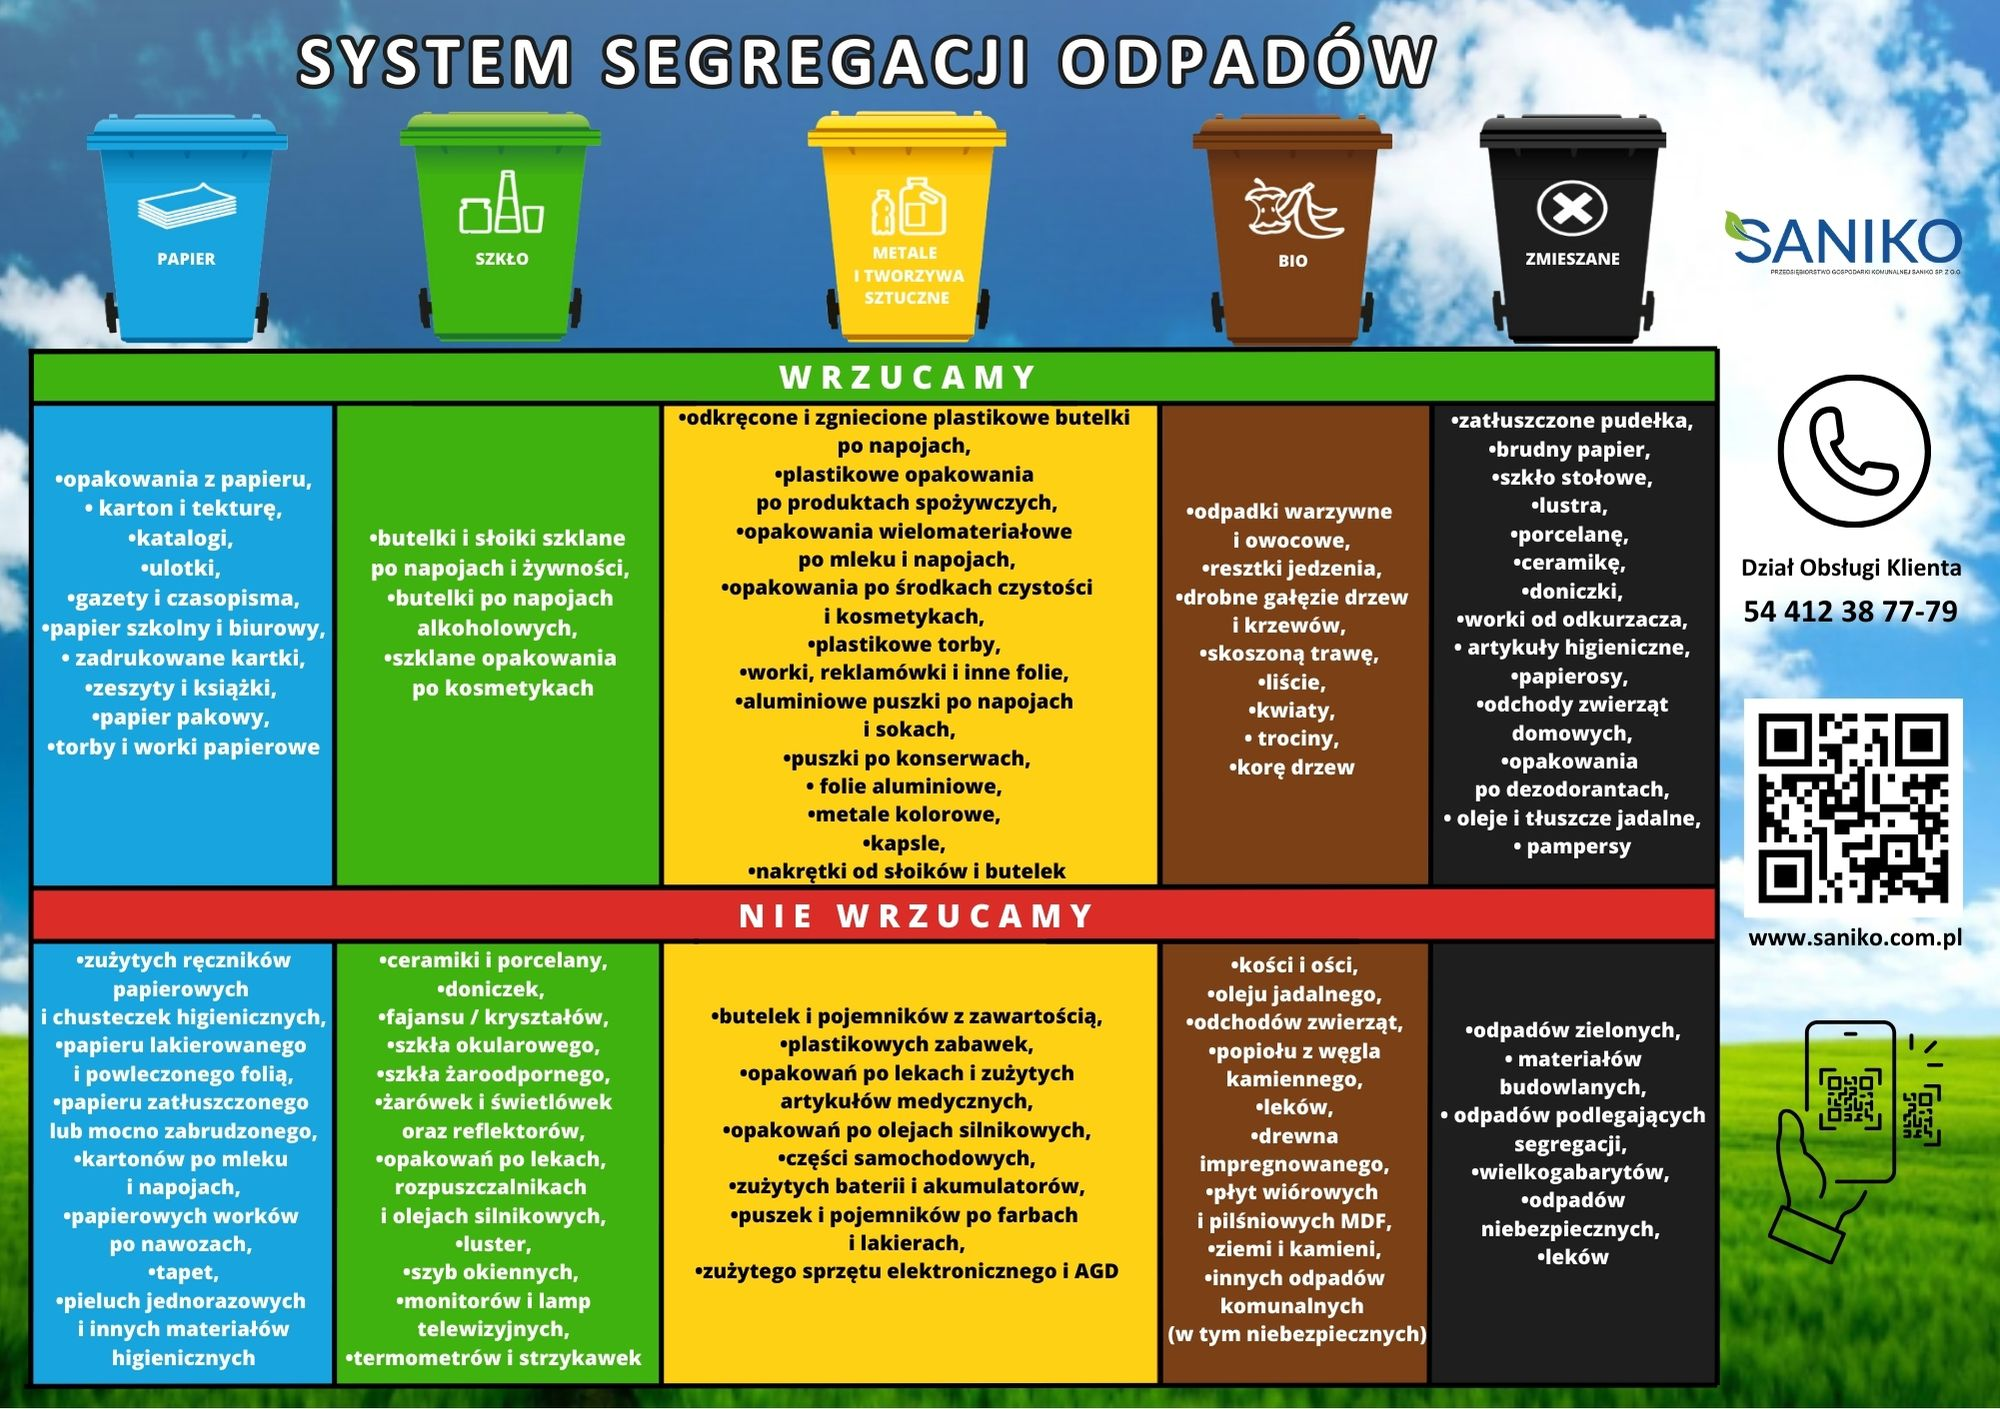 SYSTEM SEGREGACJI ODPADÓW
PAPIER
SZKŁO
METALE
I TWORZYWA
SZTUCZNE
BIO
ZMIESZANE
SANIKO
PRZEDSIĘBIORSTWO GOSPODARKI KOMUNALNEJ SANIKO SP. Z O.O
WRZUCAMY
•opakowania z papieru,
• karton i tekturę,
•katalogi,
•ulotki,
•gazety i czasopisma,
•papier szkolny i biurowy,
• zadrukowane kartki,
•zeszyty i książki,
•papier pakowy,
•torby i worki papierowe
•butelki i słoiki szklane
po napojach i żywności,
•butelki po napojach
alkoholowych,
•szklane opakowania
po kosmetykach
•odkręcone i zgniecione plastikowe butelki
po napojach,
•plastikowe opakowania
po produktach spożywczych,
•opakowania wielomateriałowe
po mleku i napojach,
•opakowania po środkach czystości
i kosmetykach,
•plastikowe torby,
•worki, reklamówki i inne folie,
•aluminiowe puszki po napojach
i sokach,
•puszki po konserwach,
• folie aluminiowe,
•metale kolorowe,
•kapsle,
•nakrętki od słoików i butelek
•odpadki warzywne
i owocowe,
•resztki jedzenia,
•drobne gałęzie drzew
i krzewów,
•skoszoną trawę,
•liście,
•kwiaty,
• trociny,
•korę drzew
•zatłuszczone pudełka,
•brudny papier,
•szkło stołowe,
•lustra,
•porcelanę,
•ceramikę,
•doniczki,
•worki od odkurzacza,
• artykuły higieniczne,
•papierosy,
•odchody zwierząt
domowych,
•opakowania
po dezodorantach,
• oleje i tłuszcze jadalne,
• pampersy
NIE WRZUCAMY
•zużytych ręczników
papierowych
i chusteczek higienicznych,
•papieru lakierowanego
i powleczonego folią,
•papieru zatłuszczonego
lub mocno zabrudzonego,
•kartonów po mleku
i napojach,
•papierowych worków
po nawozach,
•tapet,
•pieluch jednorazowych
i innych materiałów
higienicznych
•ceramiki i porcelany,
•doniczek,
•fajansu / kryształów,
•szkła okularowego,
•szkła żaroodpornego,
•żarówek i świetlówek
oraz reflektorów,
•opakowań po lekach,
rozpuszczalnikach
i olejach silnikowych,
•luster,
•szyb okiennych,
•monitorów i lamp
telewizyjnych,
•termometrów i strzykawek
•butelek i pojemników z zawartością,
•plastikowych zabawek,
•opakowań po lekach i zużytych
artykułów medycznych,
•opakowań po olejach silnikowych,
•części samochodowych,
•zużytych baterii i akumulatorów,
•puszek i pojemników po farbach
i lakierach,
•zużytego sprzętu elektronicznego i AGD
•kości i ości,
•oleju jadalnego,
•odchodów zwierząt,
•popiołu z węgla
kamiennego,
•leków,
•drewna
impregnowanego,
•płyt wiórowych
i pilśniowych MDF,
•ziemi i kamieni,
•innych odpadów
komunalnych
(w tym niebezpiecznych)
•odpadów zielonych,
• materiałów
budowlanych,
• odpadów podlegających
segregacji,
•wielkogabarytów,
•odpadów
niebezpiecznych,
•leków
Dział Obsługi Klienta
54 412 38 77-79
www.saniko.com.pl